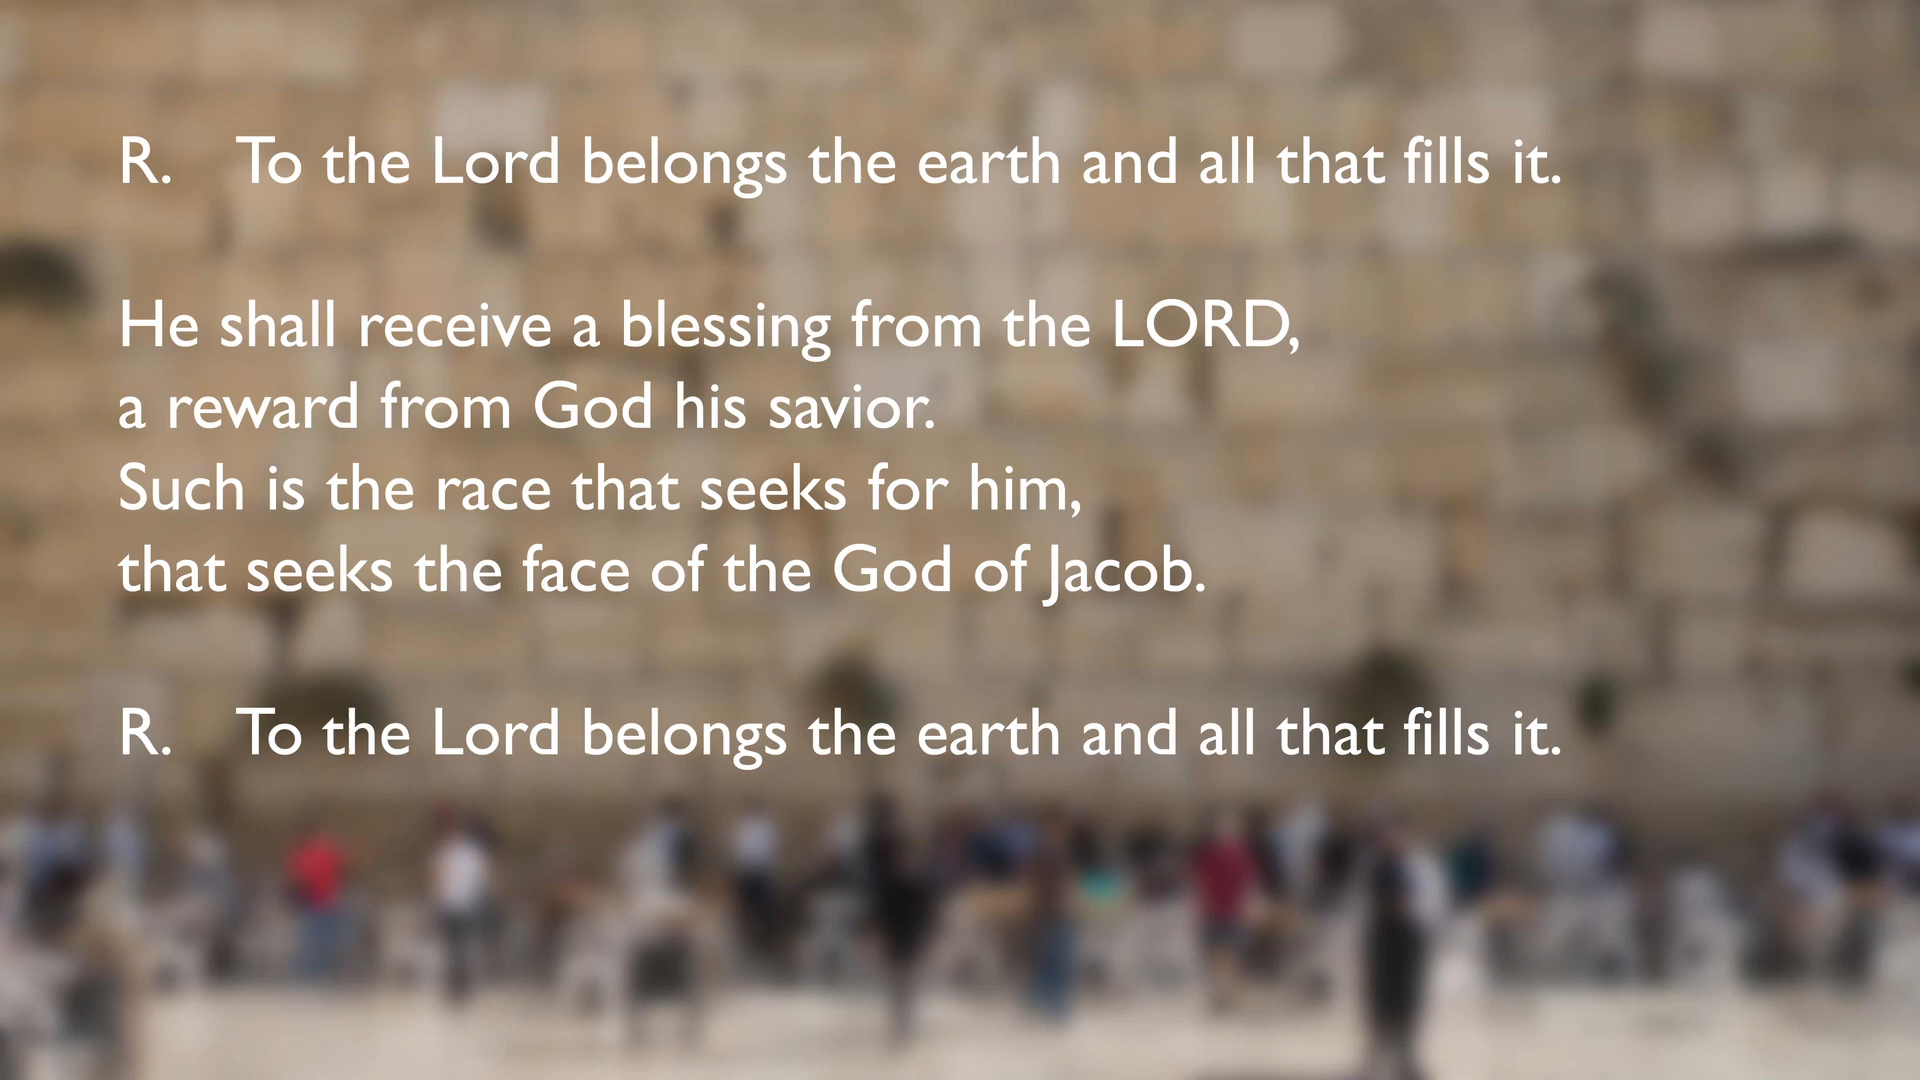 R. To the Lord belongs the earth and all that fills it.
He shall receive a blessing from the LORD,
a reward from God his savior.
Such is the race that seeks for him,
that seeks the face of the God of Jacob.
R. To the Lord belongs the earth and all that fills it.